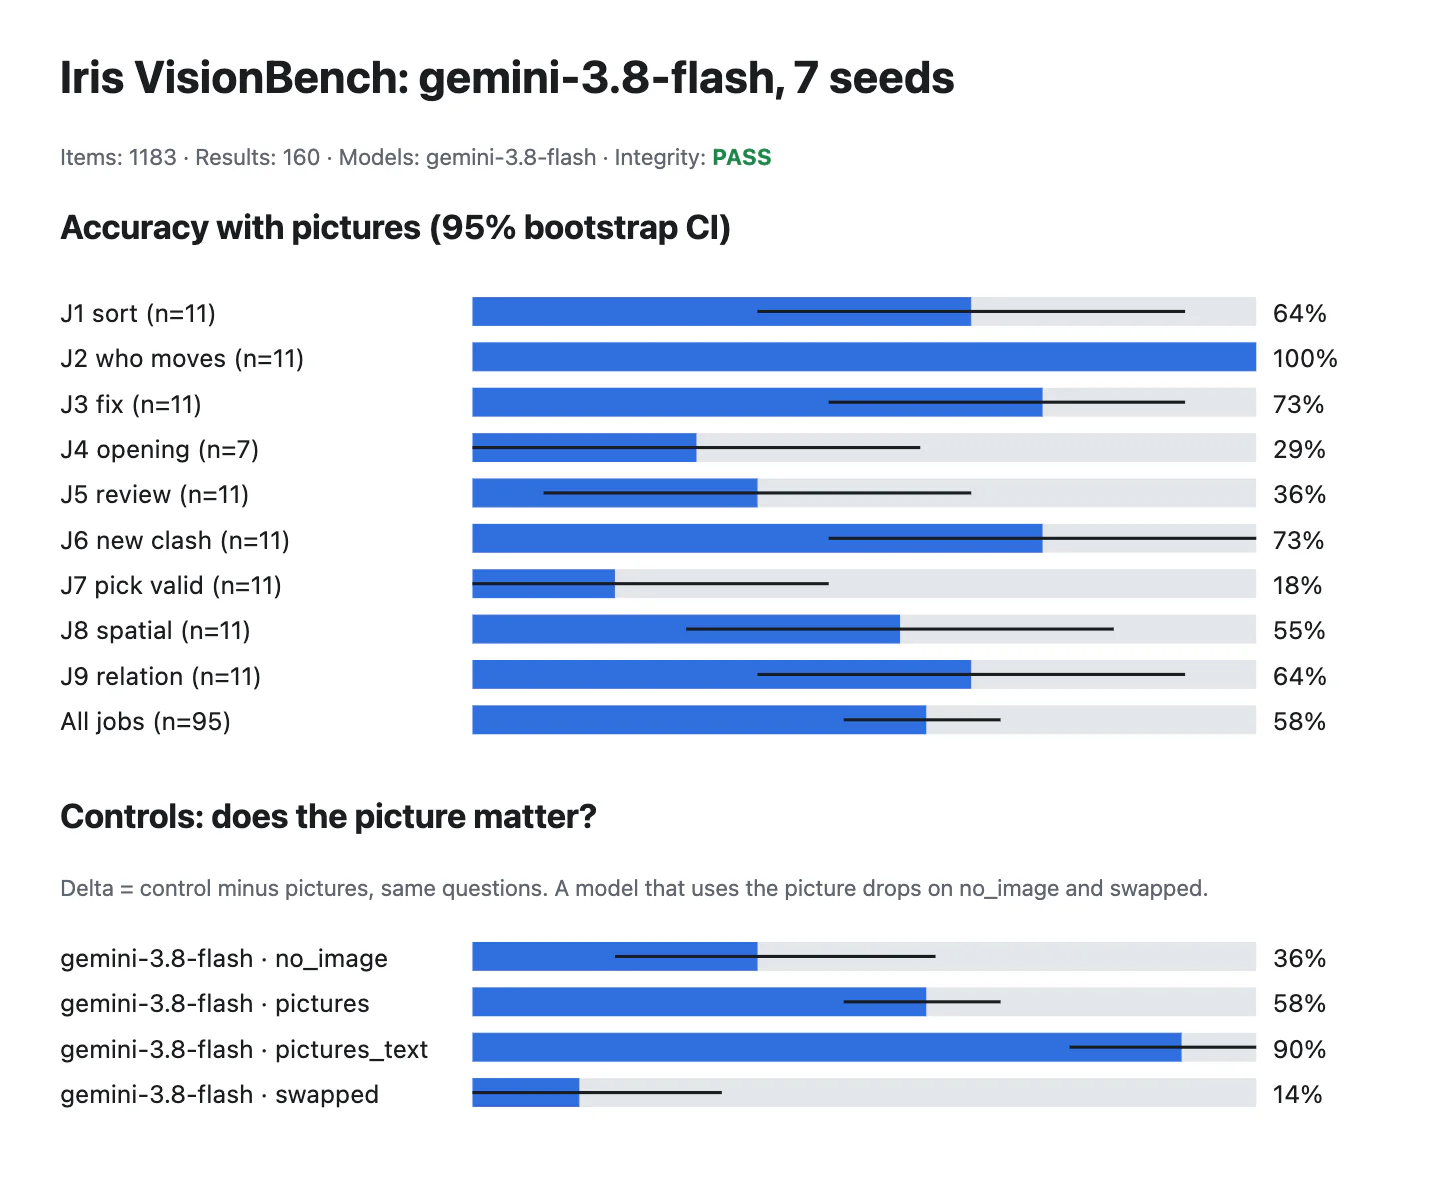 Iris VisionBench: gemini-3.8-flash, 7 seeds
Items: 1183 · Results: 160 · Models: gemini-3.8-flash · Integrity: PASS
Accuracy with pictures (95% bootstrap CI)
J1 sort (n=11) 64%
J2 who moves (n=11) 100%
J3 fix (n=11) 73%
J4 opening (n=7) 29%
J5 review (n=11) 36%
J6 new clash (n=11) 73%
J7 pick valid (n=11) 18%
J8 spatial (n=11) 55%
J9 relation (n=11) 64%
All jobs (n=95) 58%
Controls: does the picture matter?
Delta = control minus pictures, same questions. A model that uses the picture drops on no_image and swapped.
gemini-3.8-flash · no_image 36%
gemini-3.8-flash · pictures 58%
gemini-3.8-flash · pictures_text 90%
gemini-3.8-flash · swapped 14%